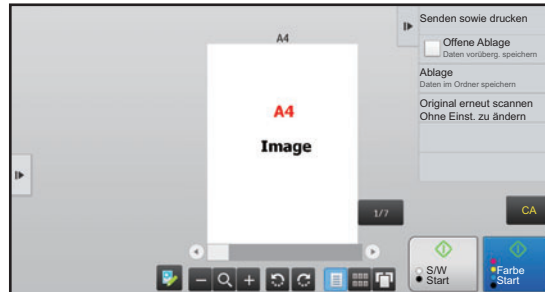 A4
A4
Image
1/7
Senden sowie drucken
Offene Ablage
Daten vorüberg. speichern
Ablage
Daten im Ordner speichern
Original erneut scannen
Ohne Einst. zu ändern
CA
S/W
Start
Farbe
Start